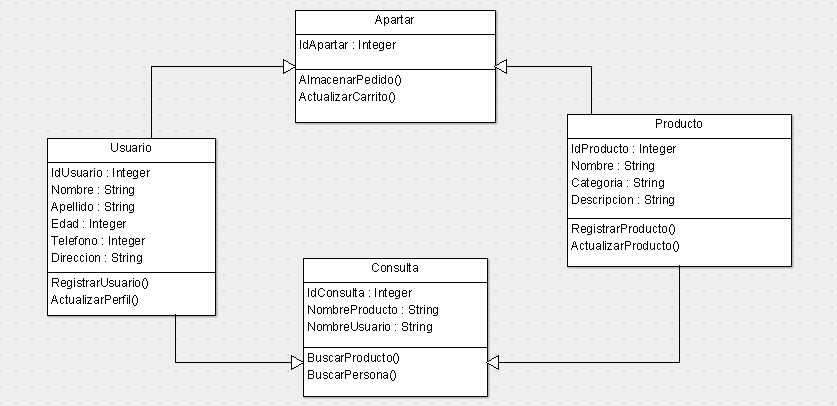 Apartar
IdApartar : Integer
AlmacenarPedido()
ActualizarCarrito()
Usuario
IdUsuario : Integer
Nombre : String
Apellido : String
Edad : Integer
Telefono : Integer
Direccion : String
RegistrarUsuario()
ActualizarPerfil()
Producto
IdProducto : Integer
Nombre : String
Categoria : String
Descripcion : String
RegistrarProducto()
ActualizarProducto()
Consulta
IdConsulta : Integer
NombreProducto : String
NombreUsuario : String
BuscarProducto()
BuscarPersona()